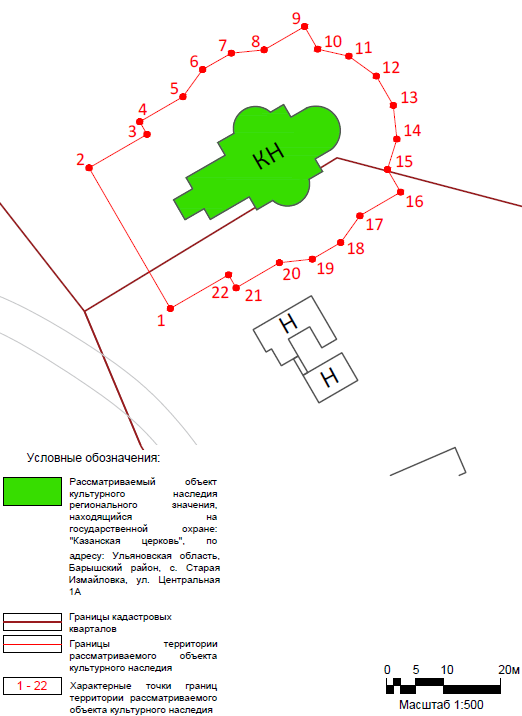 9
10
8
7
11
6
12
5
13
4
3
14
КН
2
15
16
17
18
19
20
22
21
1
Н
Н
Условные обозначения:
Рассматриваемый объект
культурного наследия
регионального значения,
находящийся на
государственной охране:
"Казанская церковь", по
адресу: Ульяновская область,
Барышский район, с. Старая
Измайловка, ул. Центральная
1А
Границы кадастровых
кварталов
Границы территории
рассматриваемого объекта
культурного наследия
1 - 22 Характерные точки границ
территории рассматриваемого
объекта культурного наследия
0 5 10 20м
Масштаб 1:500